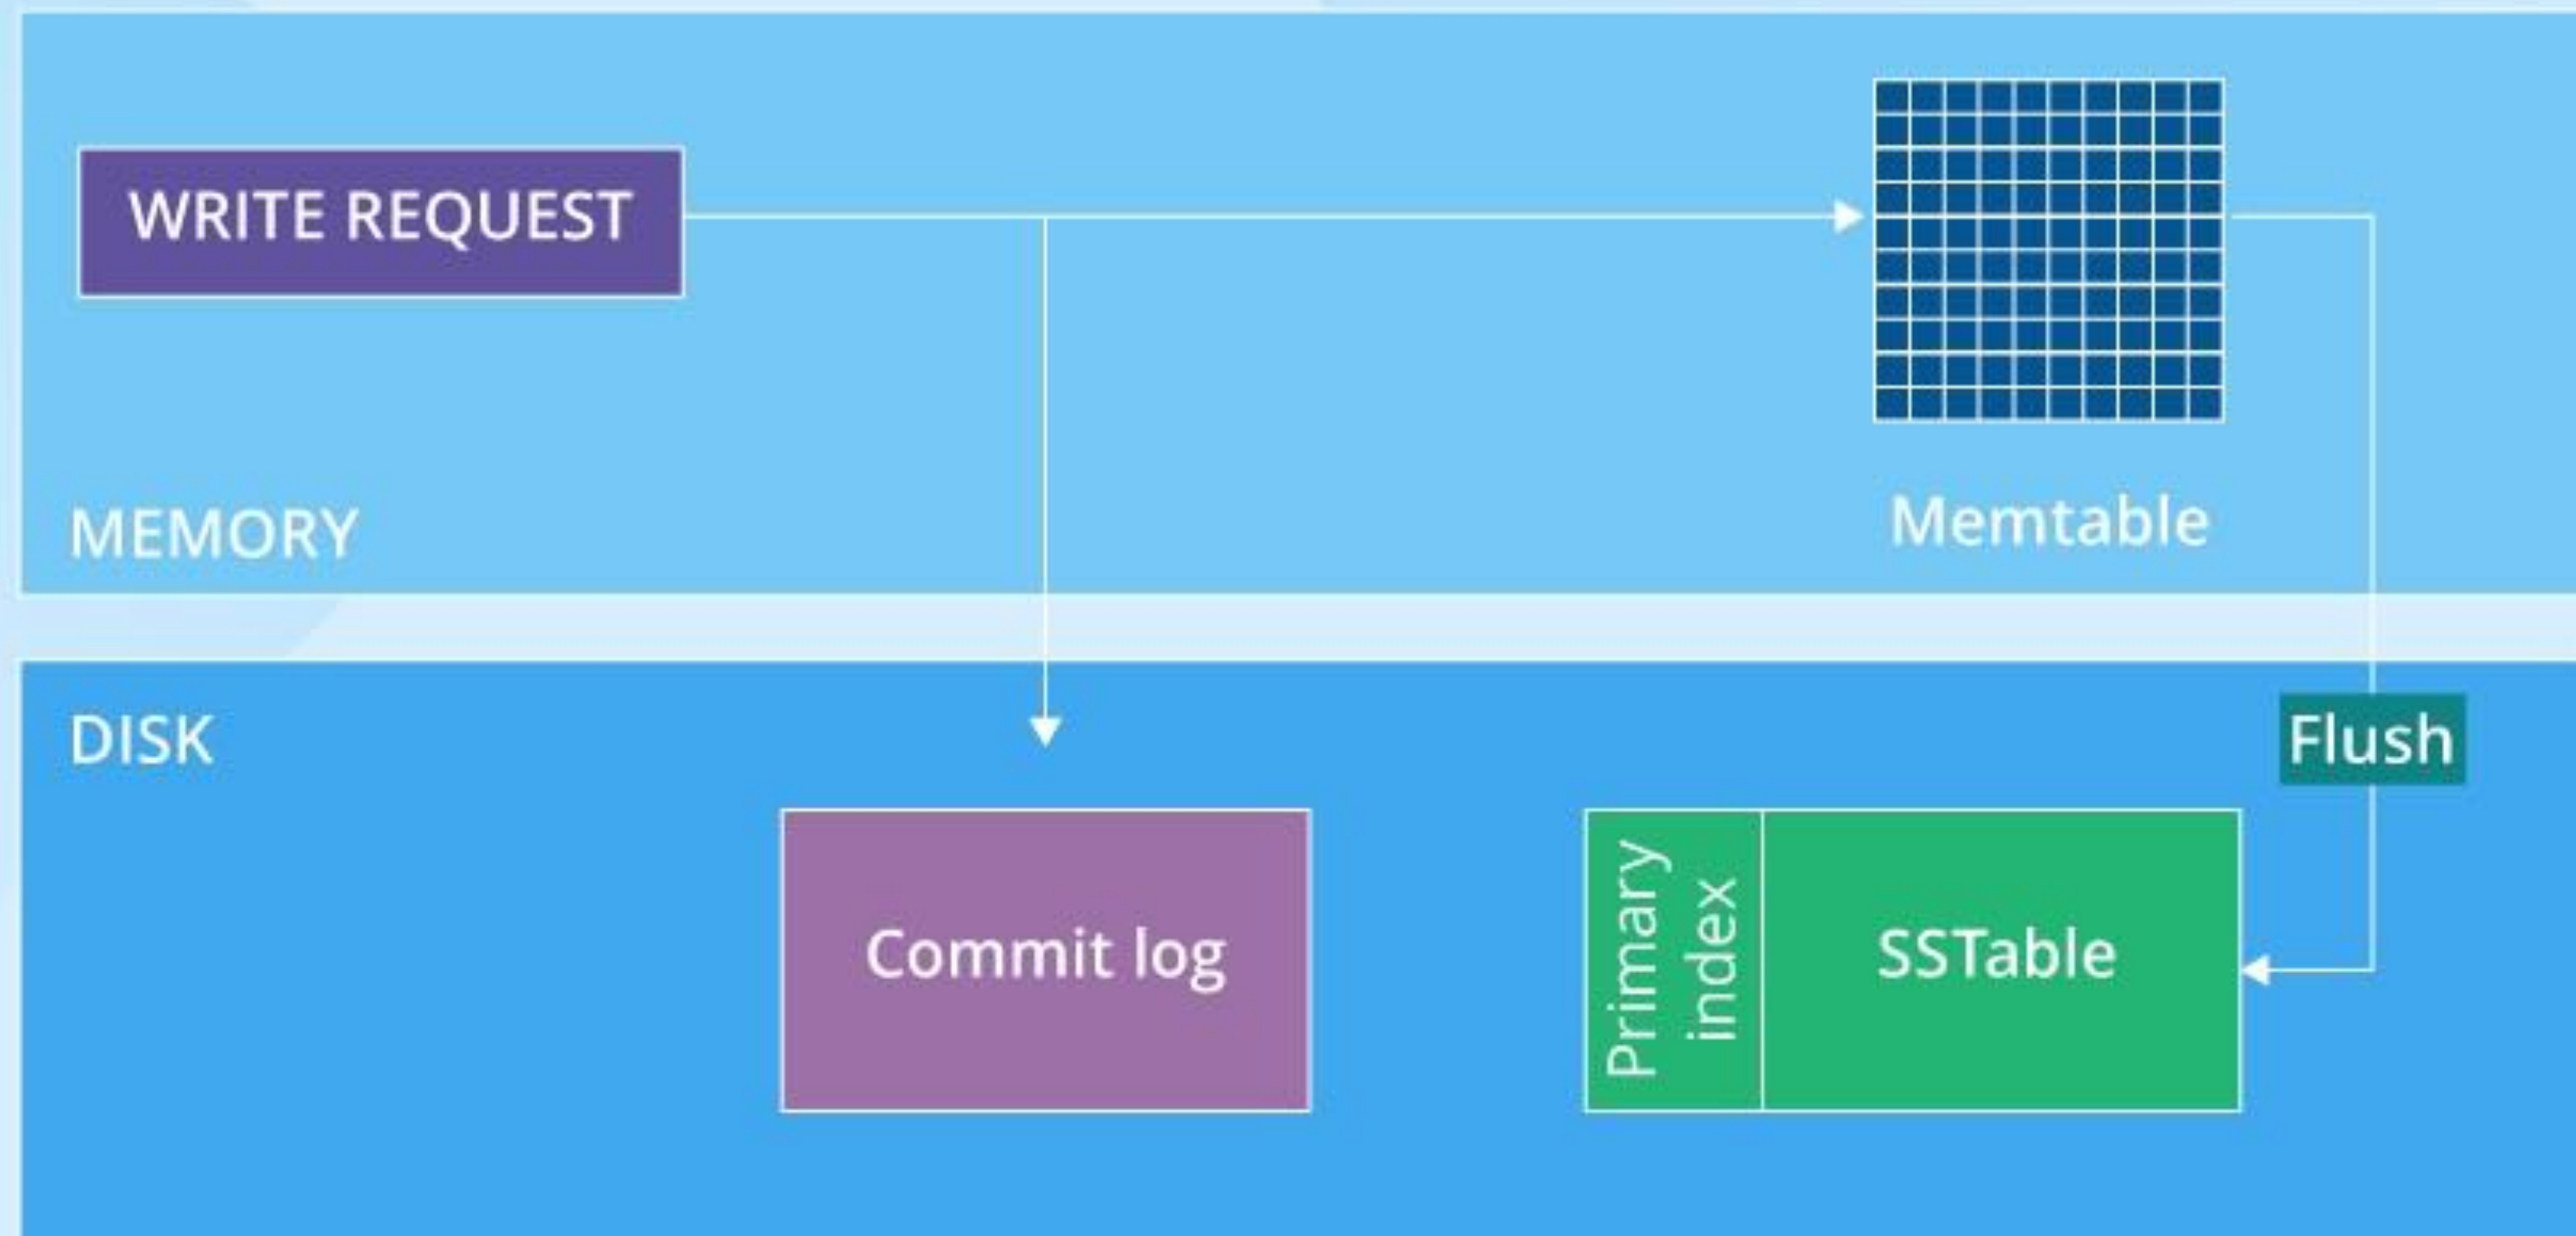 WRITE REQUEST
MEMORY
Memtable
DISK
Flush
Commit log
Primary
index
SSTable